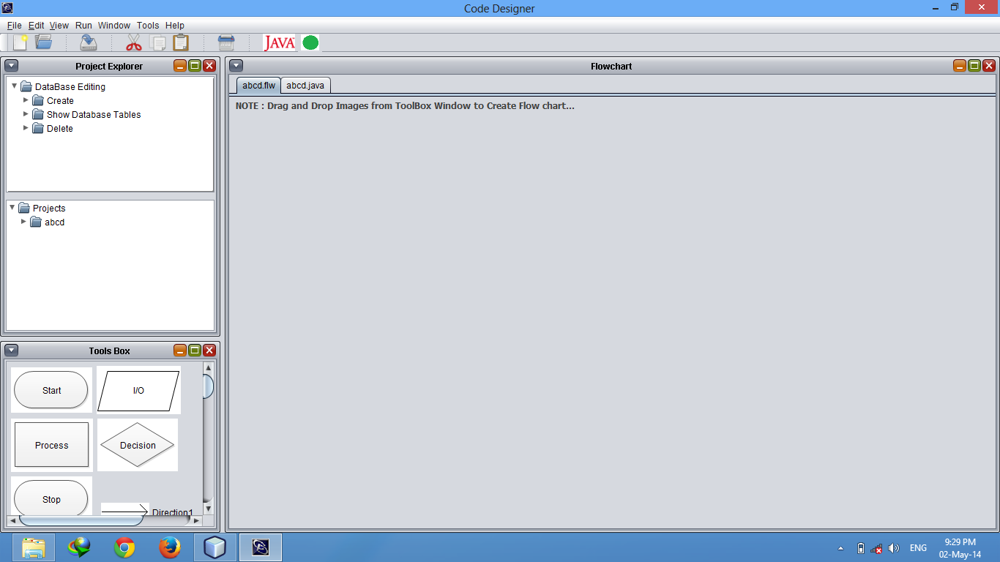 Code Designer
File Edit View Run Window Tools Help
JAVA
Project Explorer
DataBase Editing
Create
Show Database Tables
Delete
Projects
abcd
Tools Box
Start
I/O
Process
Decision
Stop
Direction1
Flowchart
abcd.flw abcd.java
NOTE : Drag and Drop Images from ToolBox Window to Create Flow chart...
ENG
9:29 PM
02-May-14